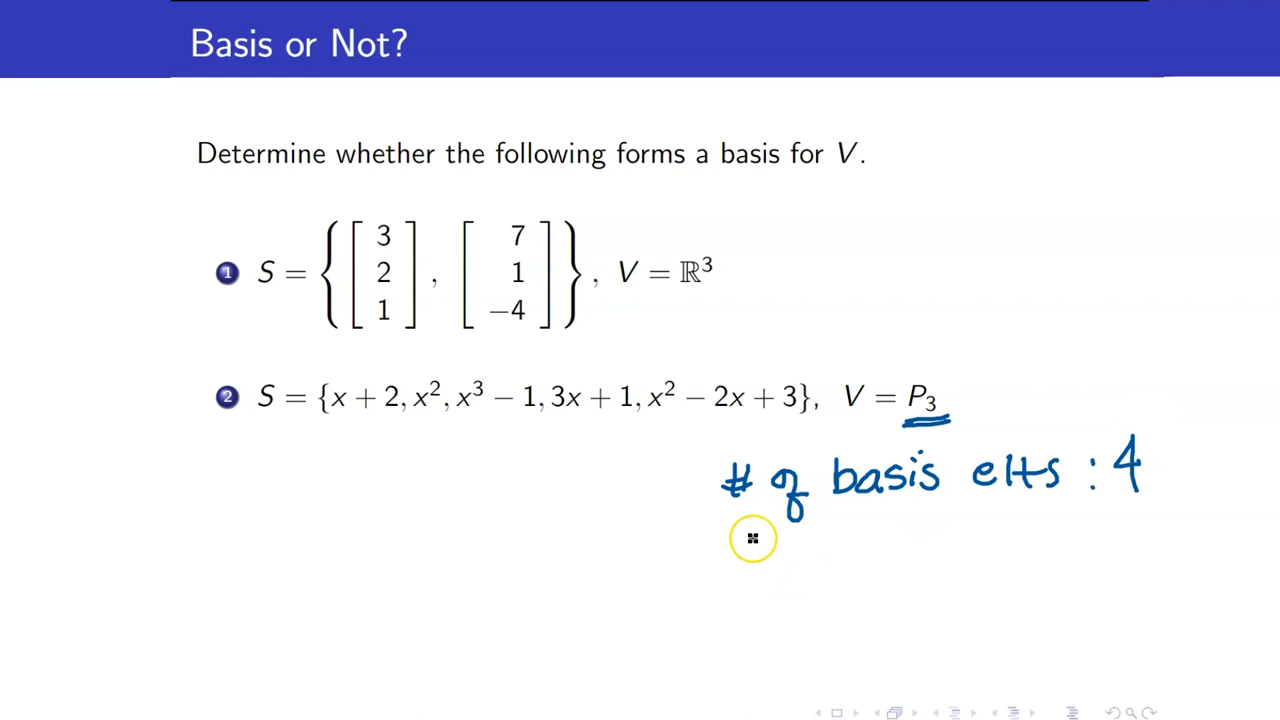 Basis or Not?
Determine whether the following forms a basis for V.
1 S = { [ 3 2 1 ] , [ 7 1 −4 ] } , V = ℝ³
2 S = {x + 2, x², x³ − 1, 3x + 1, x² − 2x + 3}, V = P₃
# of basis elts : 4